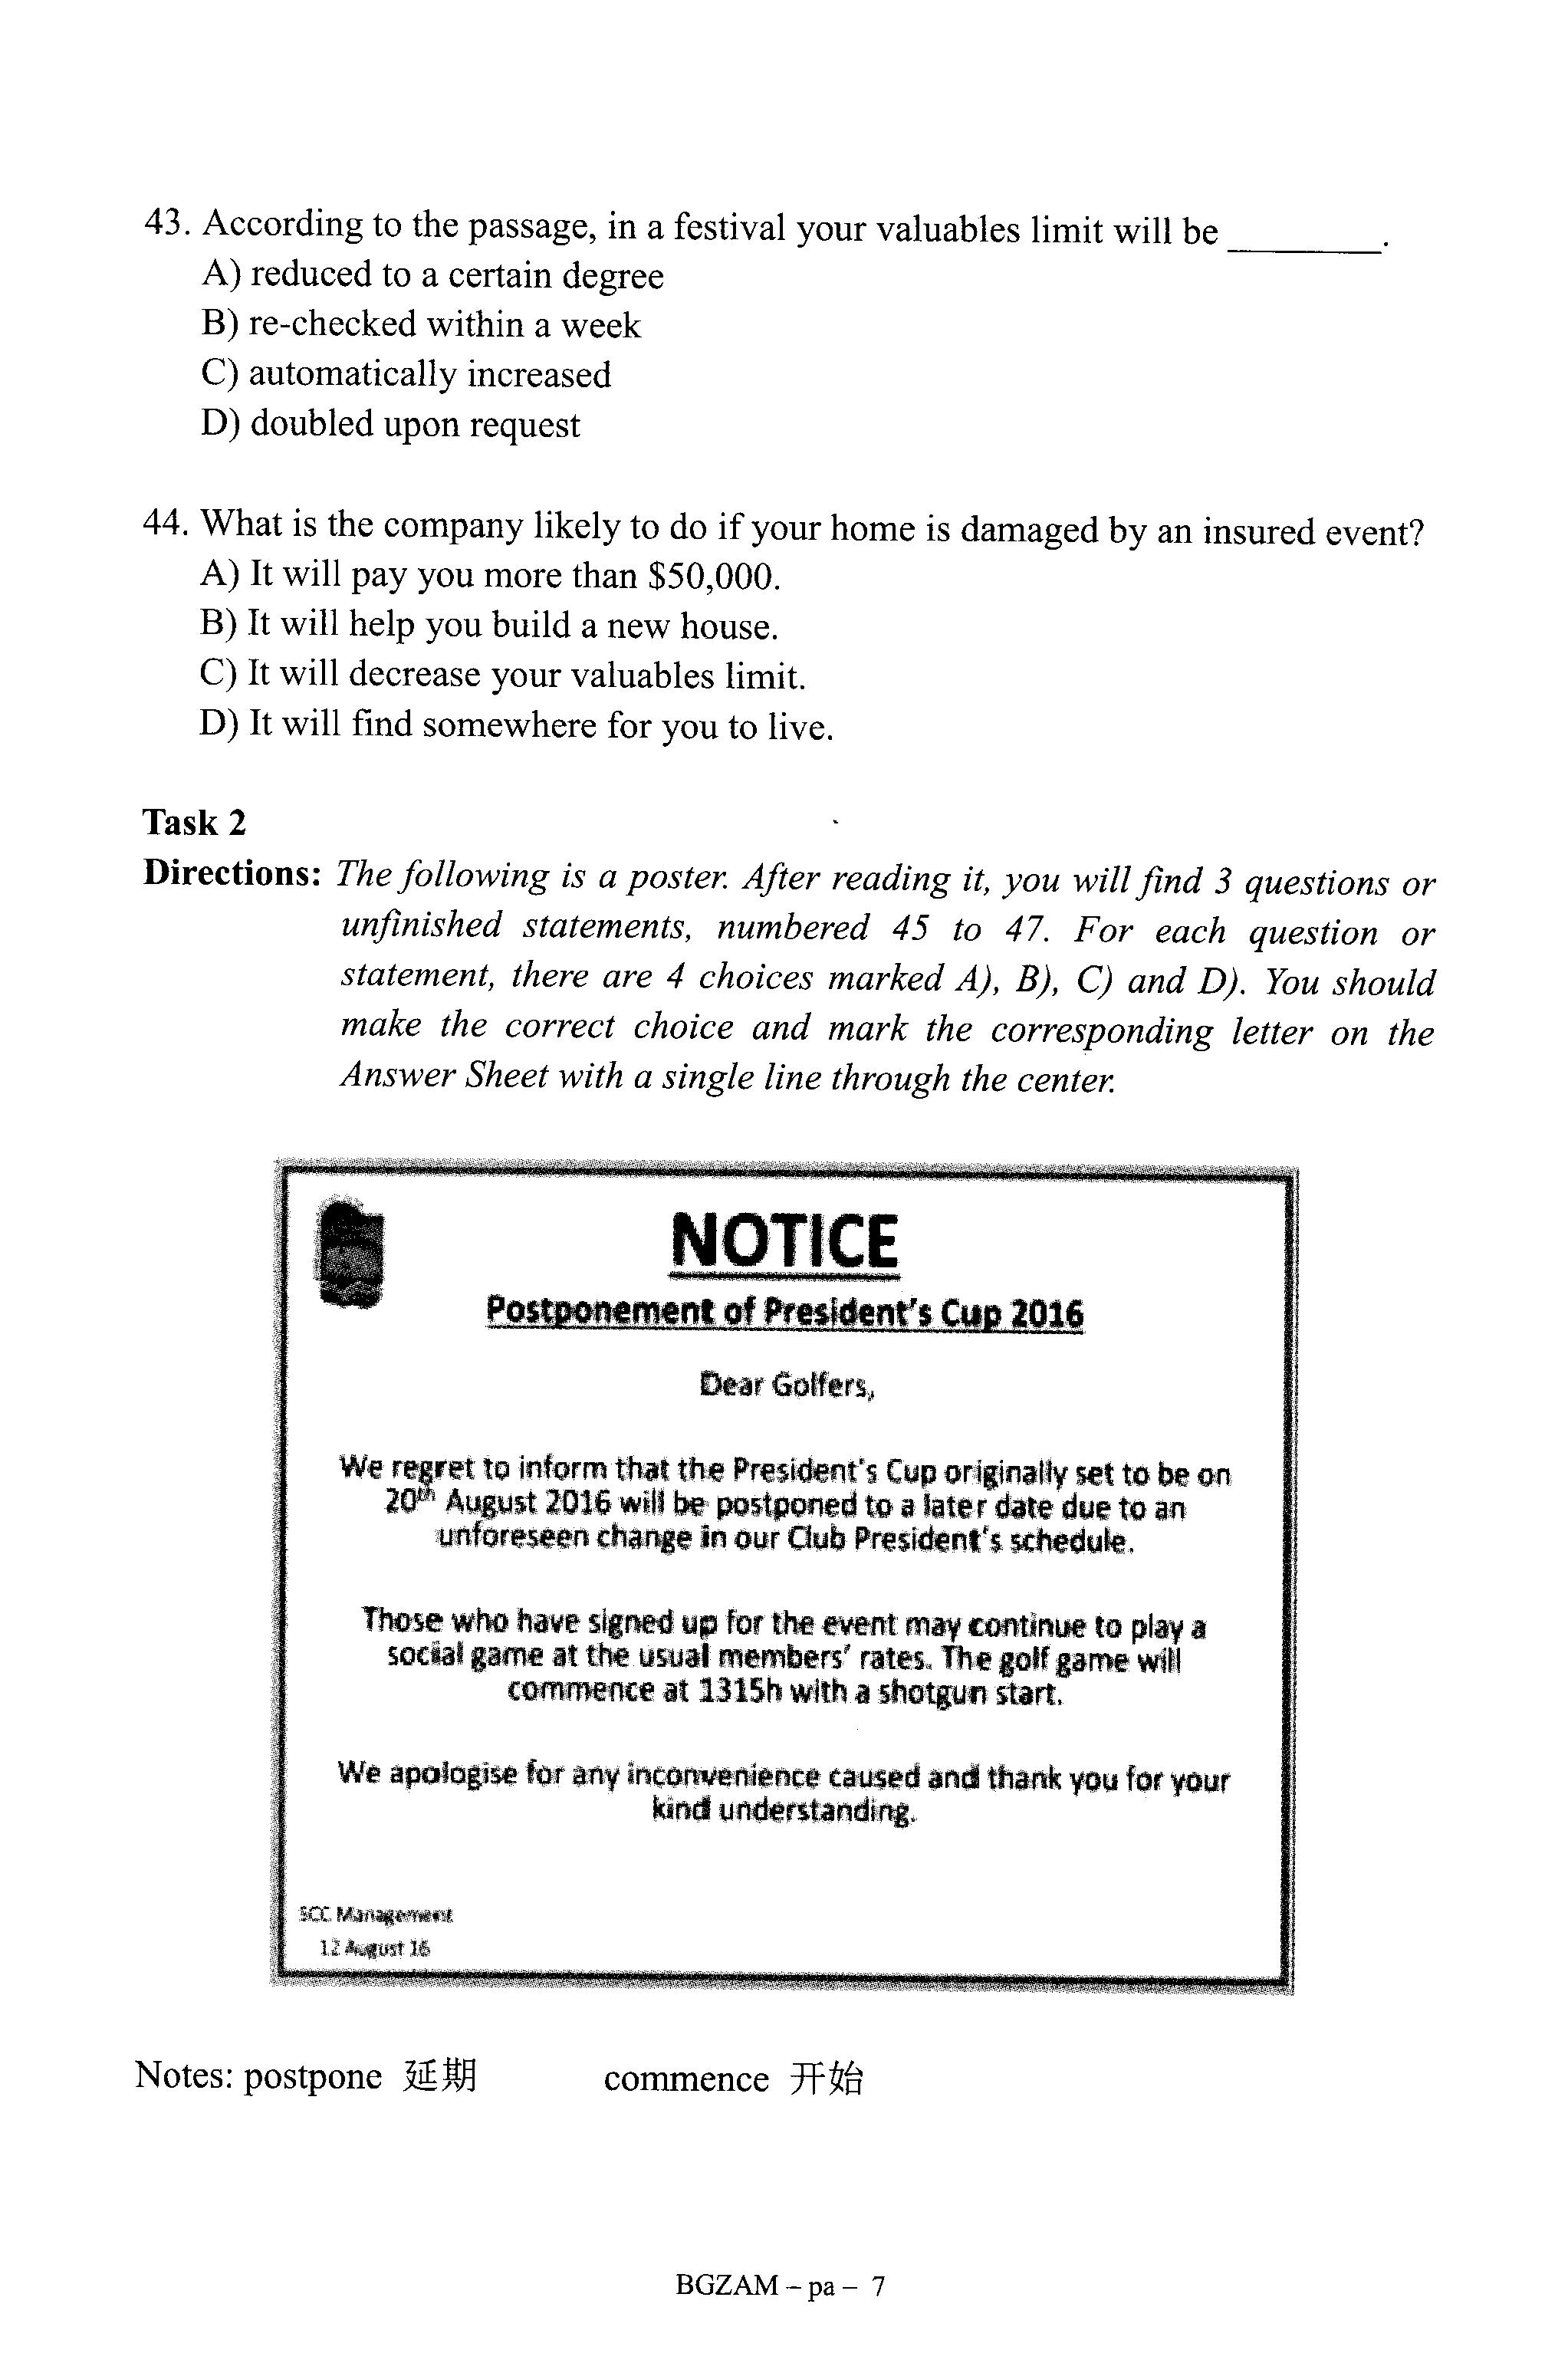 43. According to the passage, in a festival your valuables limit will be ________.
A) reduced to a certain degree
B) re-checked within a week
C) automatically increased
D) doubled upon request
44. What is the company likely to do if your home is damaged by an insured event?
A) It will pay you more than $50,000.
B) It will help you build a new house.
C) It will decrease your valuables limit.
D) It will find somewhere for you to live.
Task 2
Directions: The following is a poster. After reading it, you will find 3 questions or
unfinished statements, numbered 45 to 47. For each question or
statement, there are 4 choices marked A), B), C) and D). You should
make the correct choice and mark the corresponding letter on the
Answer Sheet with a single line through the center.
NOTICE
Postponement of President's Cup 2016
Dear Golfers,
We regret to inform that the President's Cup originally set to be on
20th August 2016 will be postponed to a later date due to an
unforeseen change in our Club President's schedule.
Those who have signed up for the event may continue to play a
social game at the usual members' rates. The golf game will
commence at 1315h with a shotgun start.
We apologise for any inconvenience caused and thank you for your
kind understanding.
SCC Management
12 August 16
Notes: postpone 延期 commence 开始
BGZAM – pa – 7